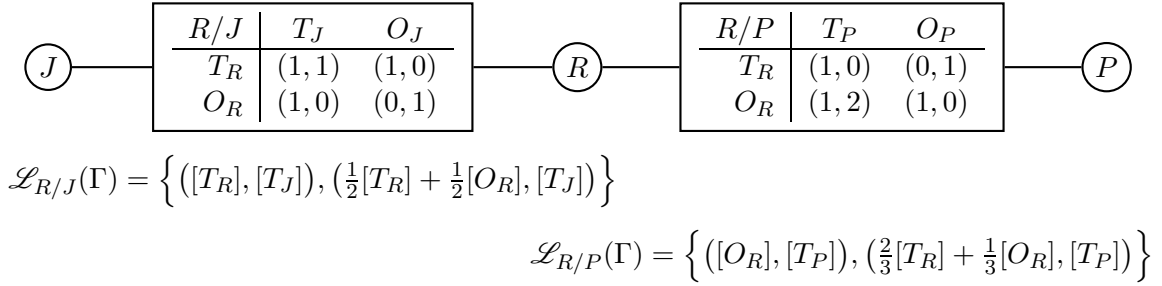 R/J T_J O_J R/P T_P O_P
J T_R (1, 1) (1, 0) R T_R (1, 0) (0, 1) P
O_R (1, 0) (0, 1) O_R (1, 2) (1, 0)
ℒ_{R/J}(Γ) = {([T_R], [T_J]), (½[T_R] + ½[O_R], [T_J])}
ℒ_{R/P}(Γ) = {([O_R], [T_P]), (⅔[T_R] + ⅓[O_R], [T_P])}